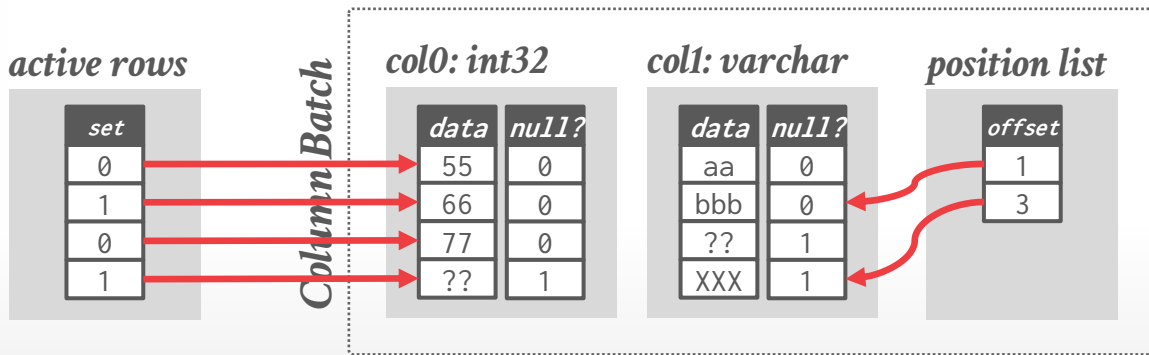 active rows
set
0
1
0
1
Column Batch
col0: int32
data null?
55 0
66 0
77 0
?? 1
col1: varchar
data null?
aa 0
bbb 0
?? 1
XXX 1
position list
offset
1
3